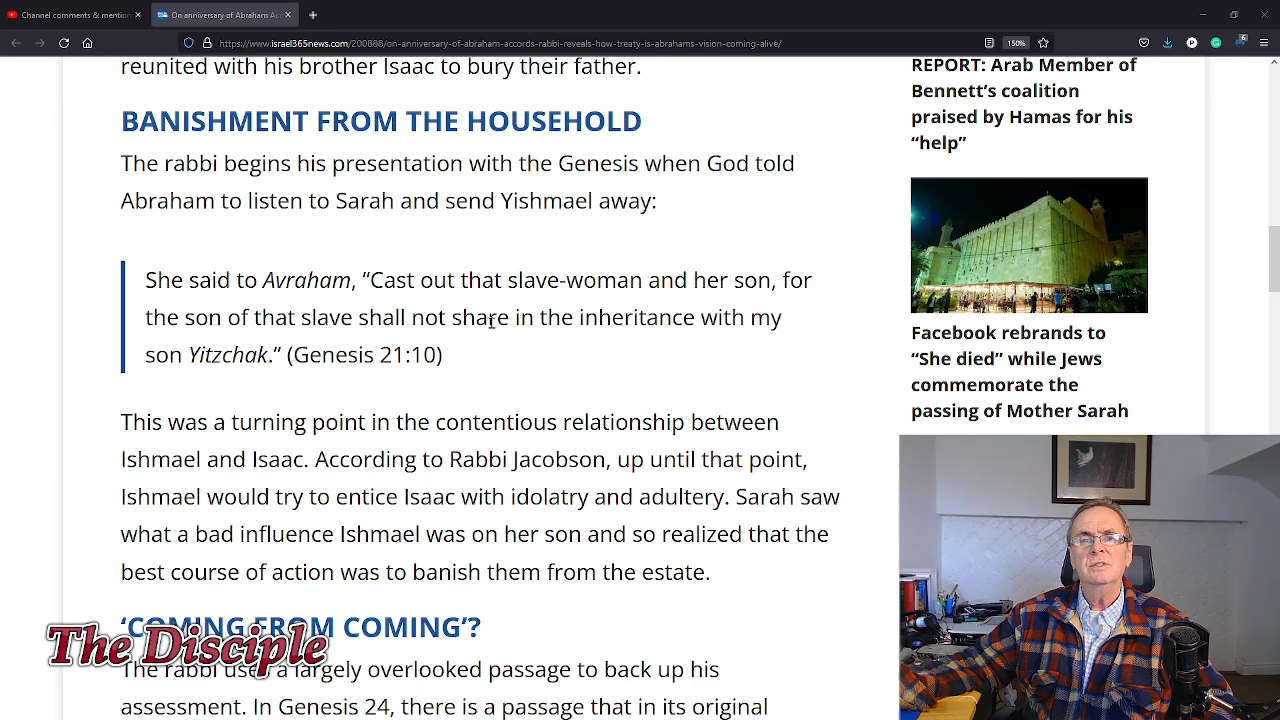 Channel comments & mention
On anniversary of Abraham Acc
https://www.israel365news.com/200888/on-anniversary-of-abraham-accords-rabbi-reveals-how-treaty-is-abrahams-vision-coming-alive/
150%
6
reunited with his brother Isaac to bury their father.
BANISHMENT FROM THE HOUSEHOLD
The rabbi begins his presentation with the Genesis when God told
Abraham to listen to Sarah and send Yishmael away:
She said to Avraham, “Cast out that slave-woman and her son, for
the son of that slave shall not share in the inheritance with my
son Yitzchak.” (Genesis 21:10)
This was a turning point in the contentious relationship between
Ishmael and Isaac. According to Rabbi Jacobson, up until that point,
Ishmael would try to entice Isaac with idolatry and adultery. Sarah saw
what a bad influence Ishmael was on her son and so realized that the
best course of action was to banish them from the estate.
‘COMING FROM COMING’?
The rabbi uses a largely overlooked passage to back up his
assessment. In Genesis 24, there is a passage that in its original
REPORT: Arab Member of
Bennett’s coalition
praised by Hamas for his
“help”
Facebook rebrands to
“She died” while Jews
commemorate the
passing of Mother Sarah
The Disciple